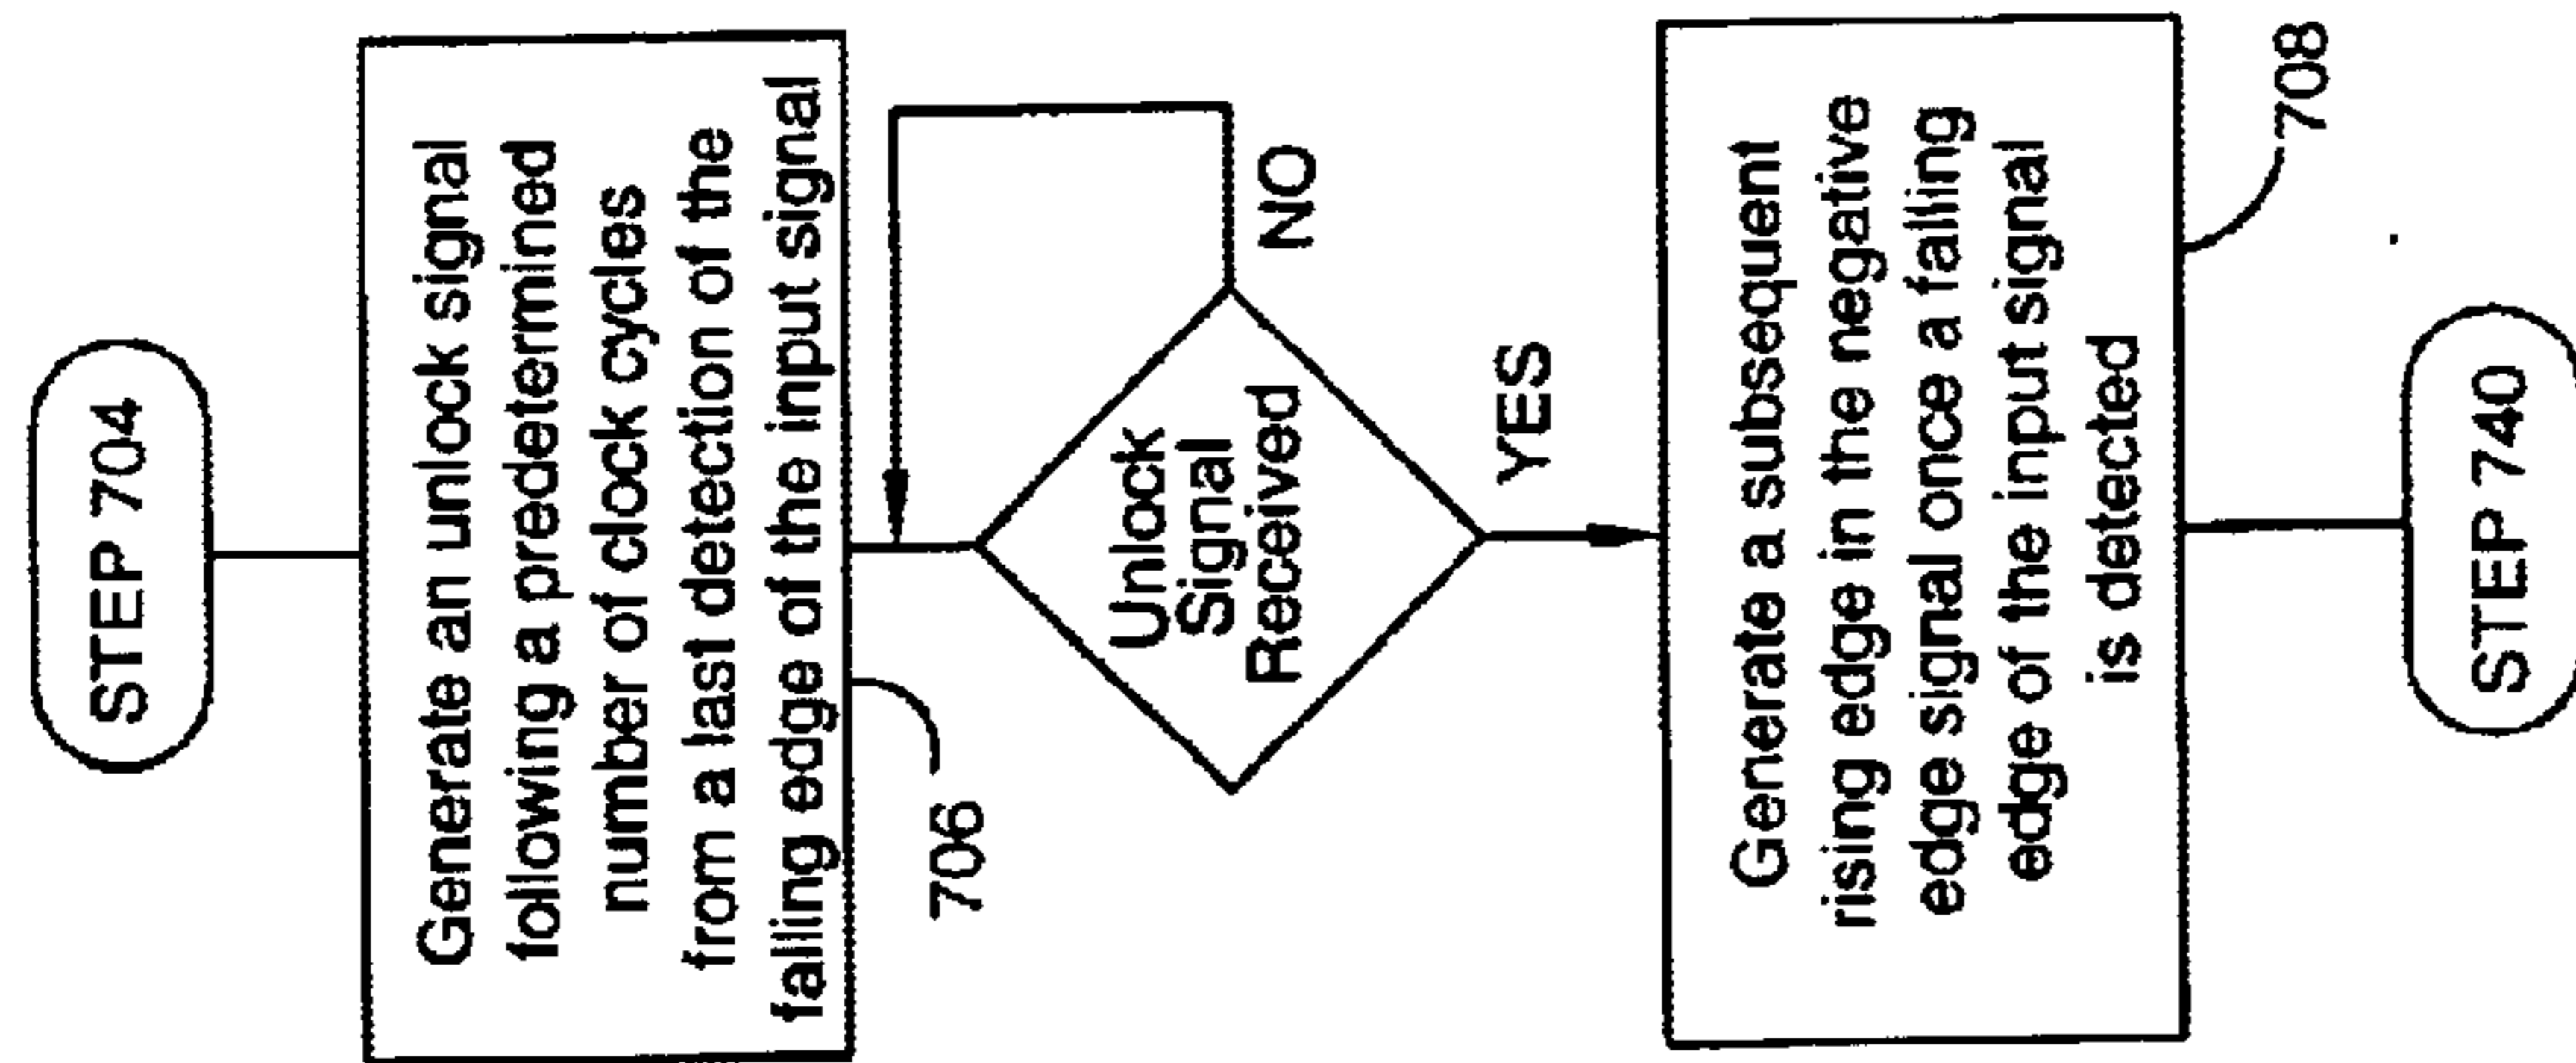 STEP 704
Generate an unlock signal
following a predetermined
number of clock cycles
from a last detection of the
falling edge of the input signal
706
Unlock
Signal
Received
NO
YES
Generate a subsequent
rising edge in the negative
edge signal once a falling
edge of the input signal
is detected
708
STEP 740